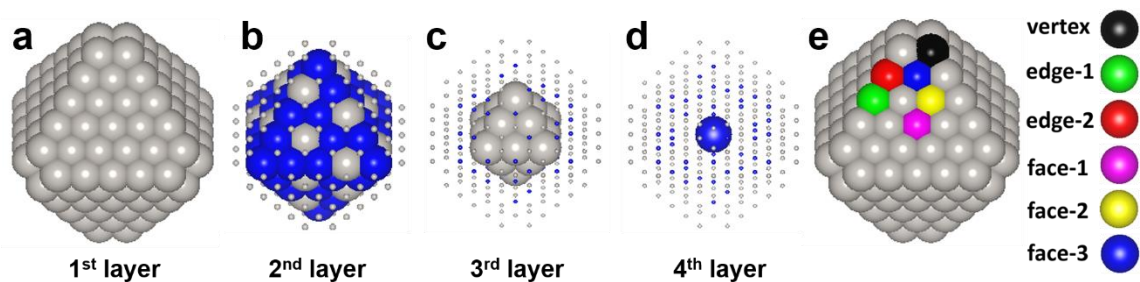 a b c d e
1st layer
2nd layer
3rd layer
4th layer
vertex
edge-1
edge-2
face-1
face-2
face-3